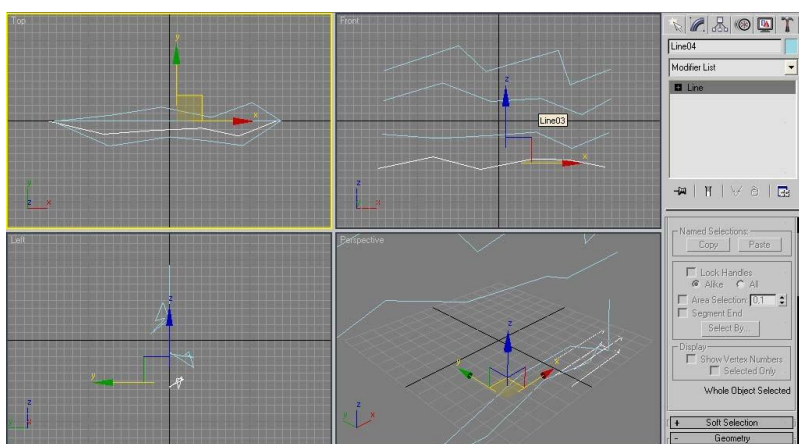 Top
y
x
y
z x
Front
z
Line03
x
z
x
Left
z
y
z
y
Perspective
z
y
x
z
y x
Line04
Modifier List
Line
Named Selections:
Copy Paste
Lock Handles
Alike All
Area Selection: 0,1
Segment End
Select By...
Display
Show Vertex Numbers
Selected Only
Whole Object Selected
+ Soft Selection
- Geometry